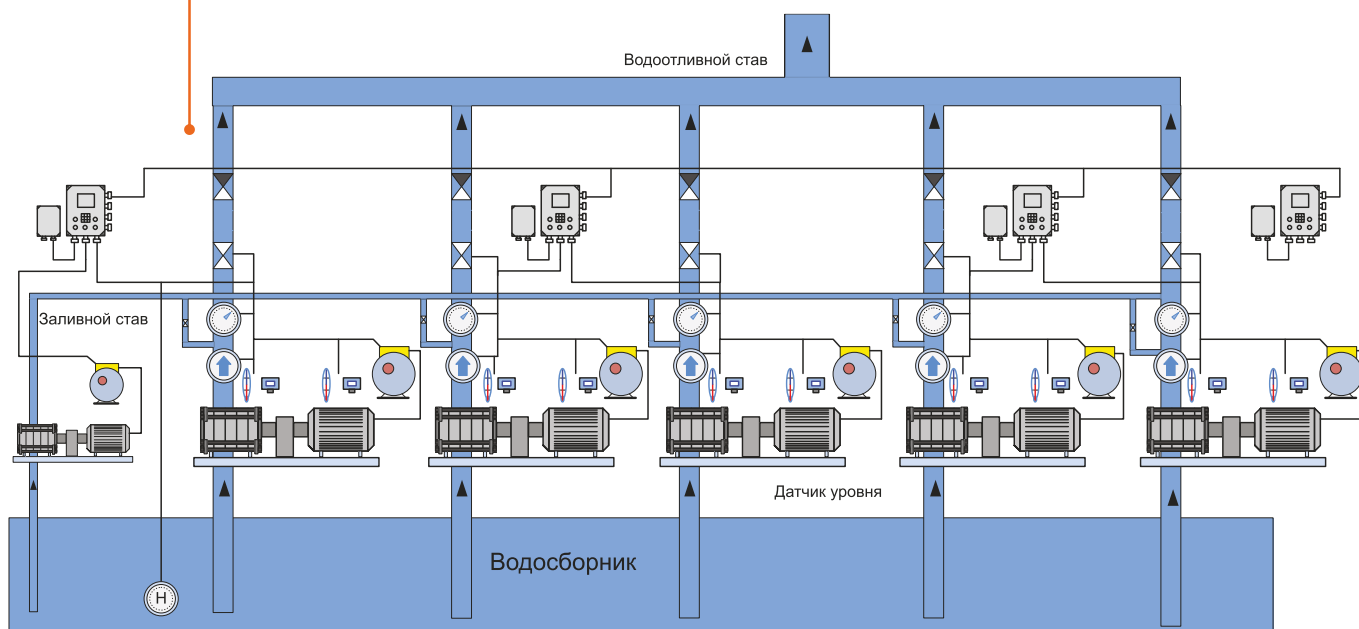 Водоотливной став
Заливной став
Датчик уровня
Водосборник
H